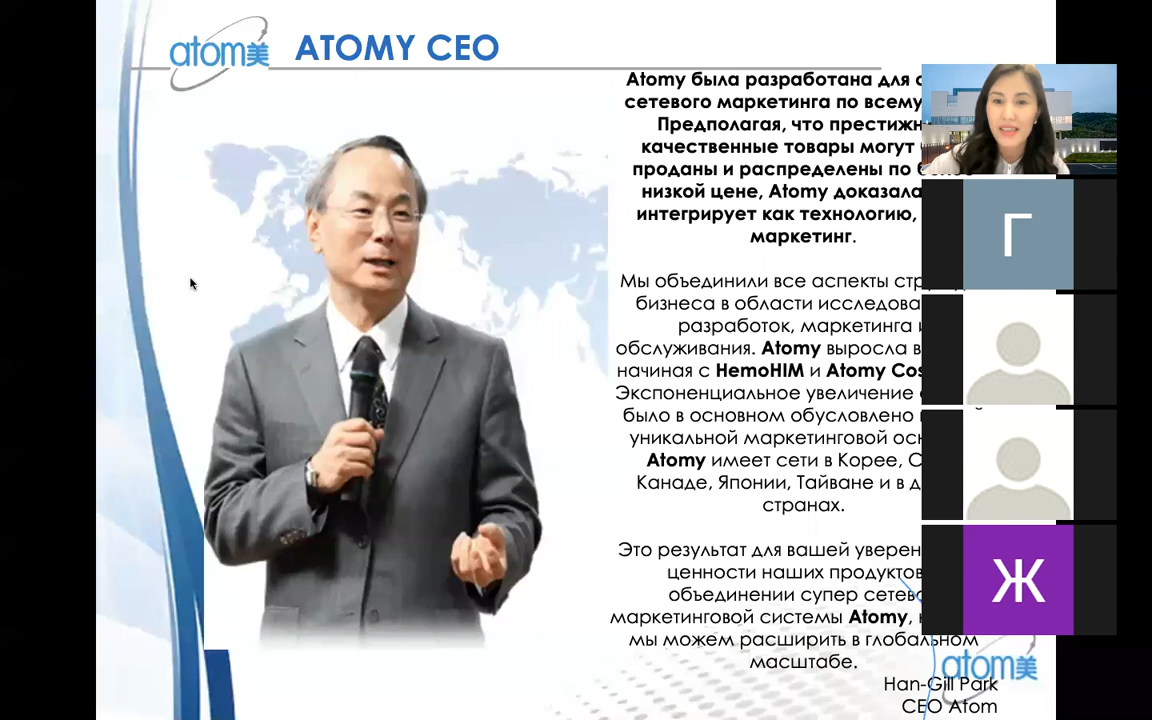 atom美 ATOMY CEO
Atomy была разработана для
сетевого маркетинга по всему
Предполагая, что престижн
качественные товары могут
проданы и распределены по
низкой цене, Atomy доказала
интегрирует как технологию,
маркетинг.
Мы объединили все аспекты
бизнеса в области исследова
разработок, маркетинга и
обслуживания. Atomy выросла в
начиная с HemoHIM и Atomy Cos
Экспоненциальное увеличение
было в основном обусловлено
уникальной маркетинговой осн
Atomy имеет сети в Корее, С
Канаде, Японии, Тайване и в д
странах.
Это результат для вашей уверен
ценности наших продуктов
объединении супер сетево
маркетинговой системы Atomy,
мы можем расширить в глобальном
масштабе.
Han-Gill Park
CEO Atom
atom美
Г
Ж